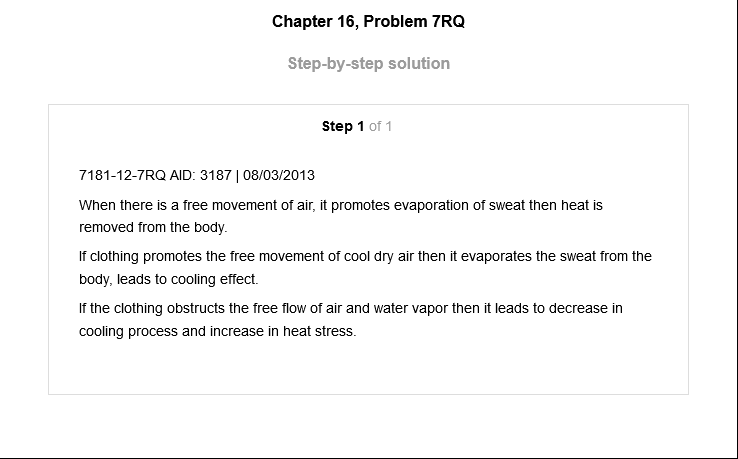 Chapter 16, Problem 7RQ
Step-by-step solution
Step 1 of 1
7181-12-7RQ AID: 3187 | 08/03/2013
When there is a free movement of air, it promotes evaporation of sweat then heat is
removed from the body.
If clothing promotes the free movement of cool dry air then it evaporates the sweat from the
body, leads to cooling effect.
If the clothing obstructs the free flow of air and water vapor then it leads to decrease in
cooling process and increase in heat stress.